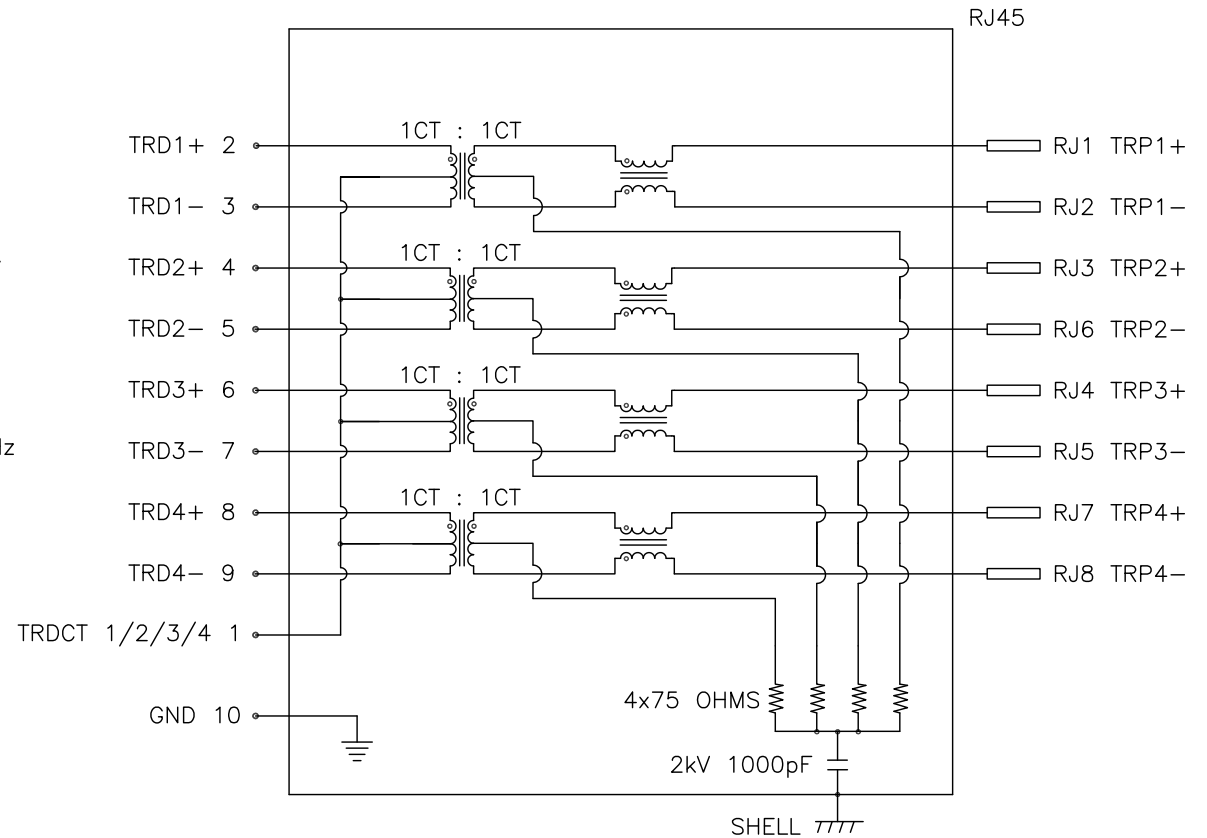 RJ45
1CT : 1CT
TRD1+ 2
RJ1 TRP1+
TRD1- 3
RJ2 TRP1-
1CT : 1CT
TRD2+ 4
RJ3 TRP2+
TRD2- 5
RJ6 TRP2-
1CT : 1CT
TRD3+ 6
RJ4 TRP3+
TRD3- 7
RJ5 TRP3-
1CT : 1CT
TRD4+ 8
RJ7 TRP4+
TRD4- 9
RJ8 TRP4-
TRDCT 1/2/3/4 1
4x75 OHMS
GND 10
2kV 1000pF
SHELL